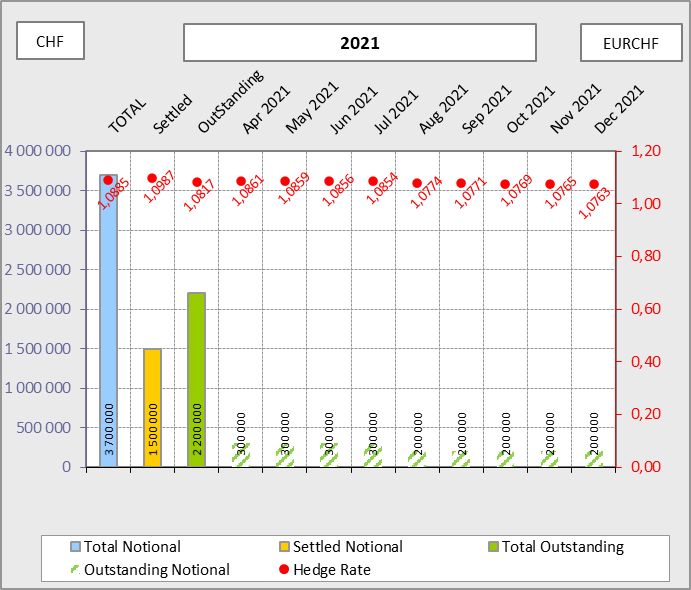 CHF
2021
EURCHF
TOTAL
Settled
OutStanding
Apr 2021
May 2021
Jun 2021
Jul 2021
Aug 2021
Sep 2021
Oct 2021
Nov 2021
Dec 2021
4 000 000
3 500 000
3 000 000
2 500 000
2 000 000
1 500 000
1 000 000
500 000
0
1,20
1,00
0,80
0,60
0,40
0,20
0,00
1,0885
1,0987
1,0817
1,0861
1,0859
1,0856
1,0854
1,0774
1,0771
1,0769
1,0765
1,0763
3 700 000
1 500 000
2 200 000
300 000
300 000
300 000
300 000
200 000
200 000
200 000
200 000
200 000
Total Notional
Settled Notional
Total Outstanding
Outstanding Notional
Hedge Rate